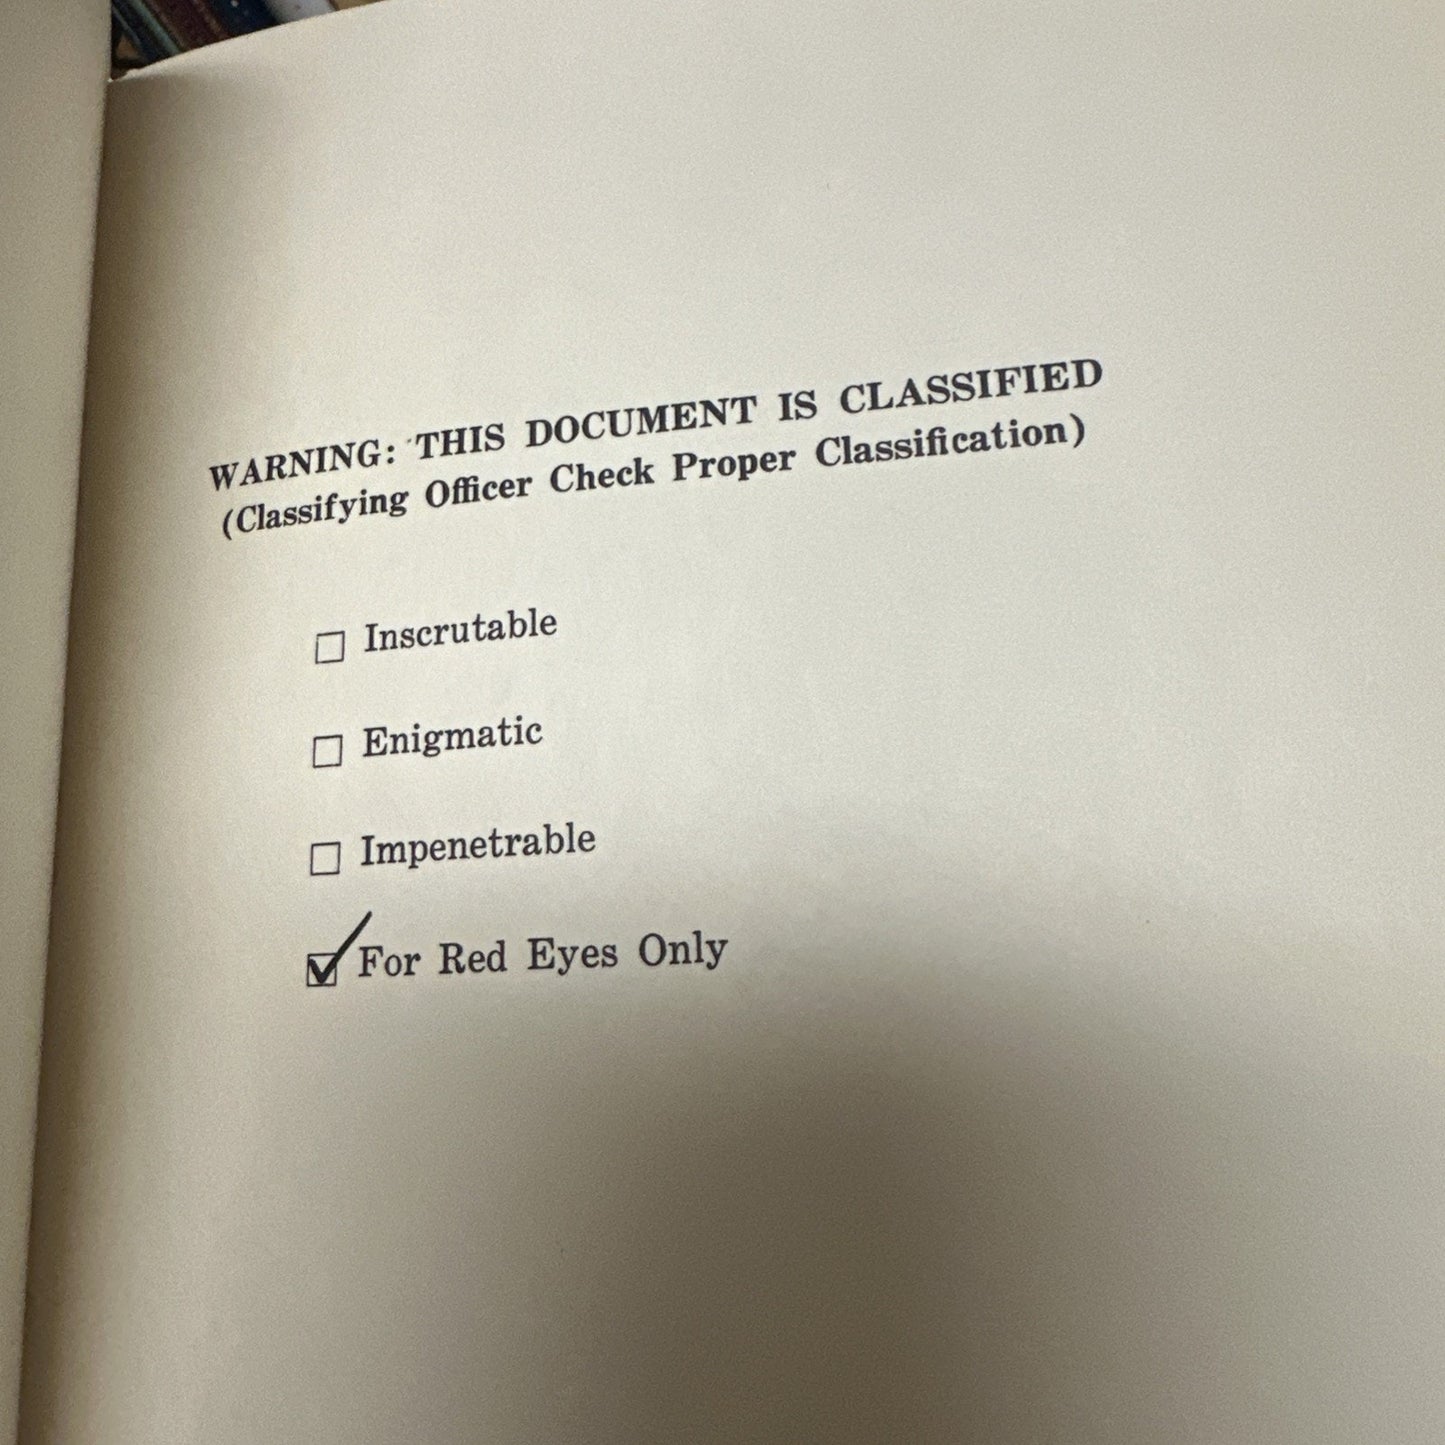 WARNING: THIS DOCUMENT IS CLASSIFIED
(Classifying Officer Check Proper Classification)
☐ Inscrutable
☐ Enigmatic
☐ Impenetrable
☑ For Red Eyes Only